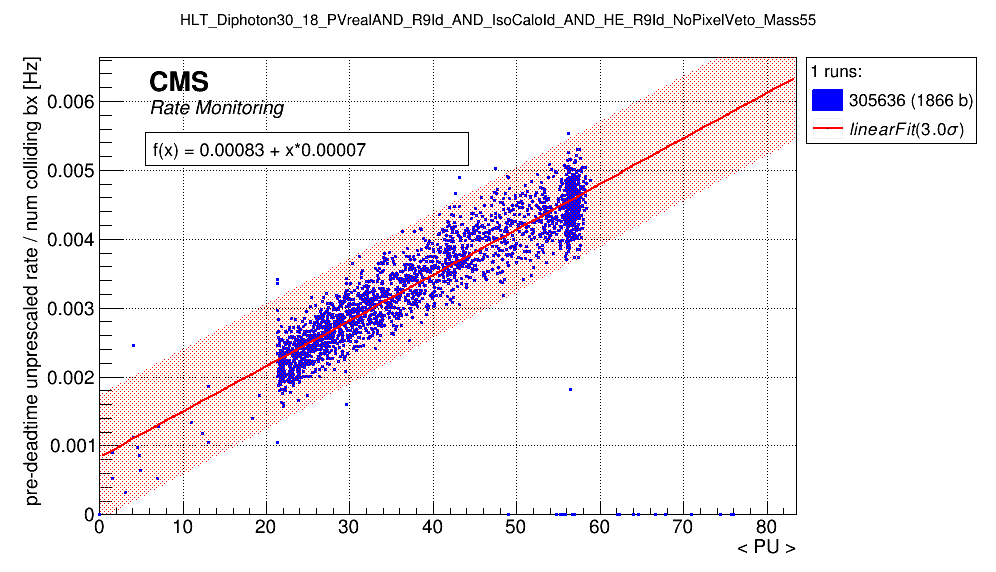 HLT_Diphoton30_18_PVrealAND_R9Id_AND_IsoCaloId_AND_HE_R9Id_NoPixelVeto_Mass55
pre-deadtime unprescaled rate / num colliding bx [Hz]
CMS
Rate Monitoring
f(x) = 0.00083 + x*0.00007
1 runs:
305636 (1866 b)
linearFit(3.0σ)
0.006
0.005
0.004
0.003
0.002
0.001
0
0 10 20 30 40 50 60 70 80
< PU >